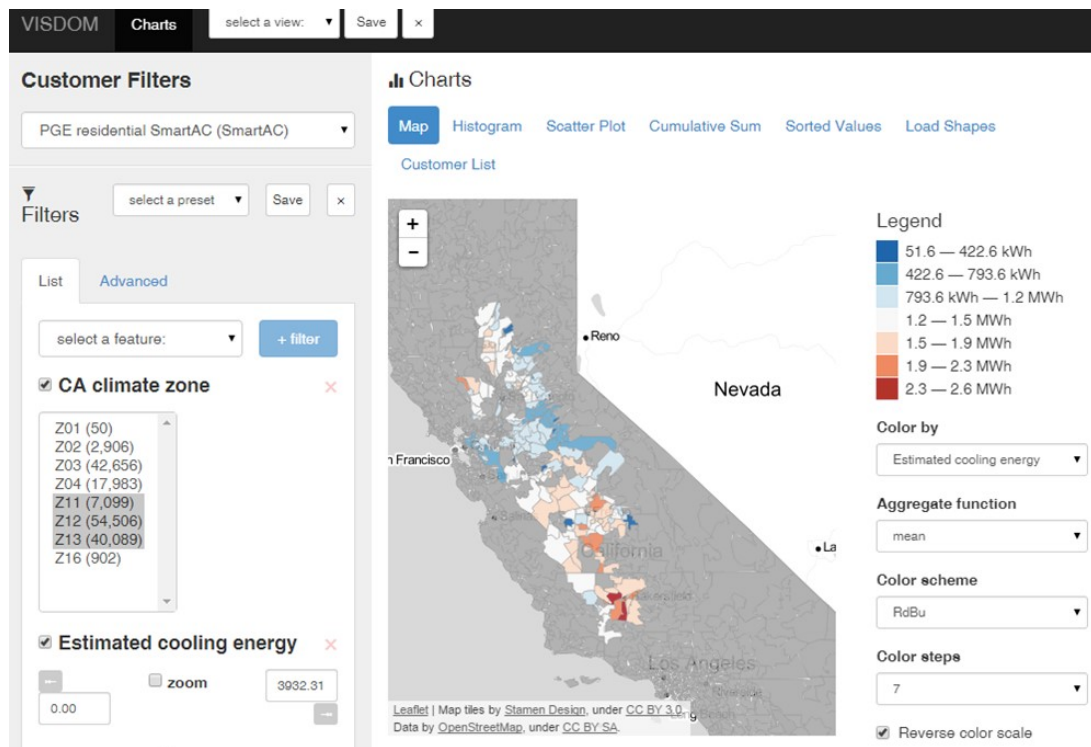 VISDOM Charts select a view: Save ×
Customer Filters
PGE residential SmartAC (SmartAC)
Filters select a preset Save ×
List Advanced
select a feature: + filter
CA climate zone ×
Z01 (50)
Z02 (2,906)
Z03 (42,656)
Z04 (17,983)
Z11 (7,099)
Z12 (54,506)
Z13 (40,089)
Z16 (902)
Estimated cooling energy ×
zoom 3932.31
0.00
Charts
Map Histogram Scatter Plot Cumulative Sum Sorted Values Load Shapes
Customer List
+
−
Reno
Nevada
n Francisco
Salinas
California
La
Bakersfield
Los Angeles
Riverside
Long Beach
Leaflet | Map tiles by Stamen Design, under CC BY 3.0.
Data by OpenStreetMap, under CC BY SA.
Legend
51.6 — 422.6 kWh
422.6 — 793.6 kWh
793.6 kWh — 1.2 MWh
1.2 — 1.5 MWh
1.5 — 1.9 MWh
1.9 — 2.3 MWh
2.3 — 2.6 MWh
Color by
Estimated cooling energy
Aggregate function
mean
Color scheme
RdBu
Color steps
7
Reverse color scale